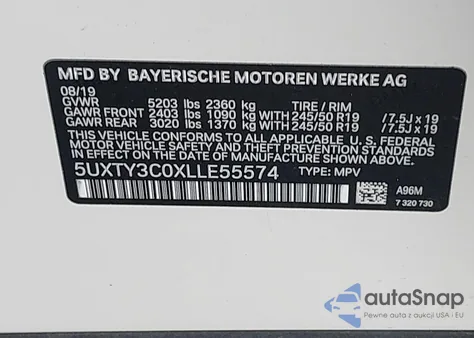 MFD BY BAYERISCHE MOTOREN WERKE AG
08/19
GVWR 5203 lbs 2360 kg TIRE / RIM
GAWR FRONT 2403 lbs 1090 kg ** 245/50 R19 /7.5J x 19
GAWR REAR 3020 lbs 1370 kg ** 245/50 R19 /7.5J x 19
THIS VEHICLE CONFORMS TO ALL APPLICABLE U.S. FEDERAL
MOTOR VEHICLE SAFETY, BUMPER, AND THEFT PREVENTION
STANDARDS IN EFFECT ON THE DATE OF MANUFACTURE SHOWN ABOVE.
5UXTY3C0XLLE55574 TYPE: MPV
A96M
7 320 730
autoSnap
Pewne auta z aukcji USA i EU